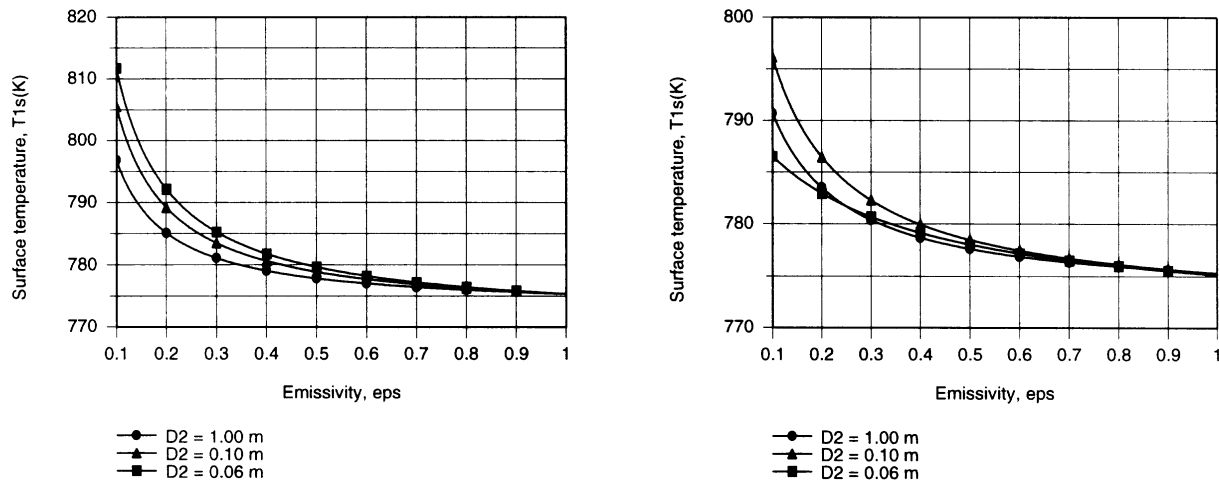 820
810
800
790
780
770
Surface temperature, T1s(K)
0.1 0.2 0.3 0.4 0.5 0.6 0.7 0.8 0.9 1
Emissivity, eps
D2 = 1.00 m
D2 = 0.10 m
D2 = 0.06 m
800
790
780
770
Surface temperature, T1s(K)
0.1 0.2 0.3 0.4 0.5 0.6 0.7 0.8 0.9 1
Emissivity, eps
D2 = 1.00 m
D2 = 0.10 m
D2 = 0.06 m